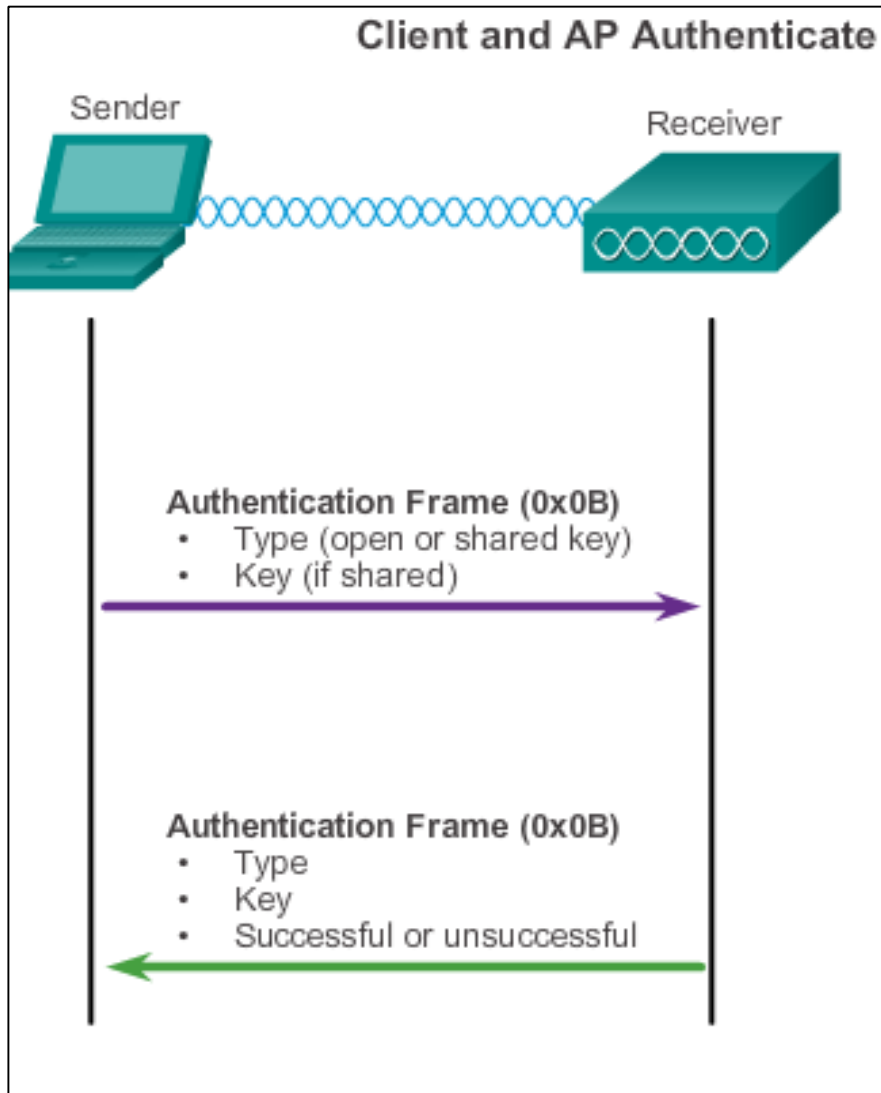 Client and AP Authenticate
Sender
Receiver
Authentication Frame (0x0B)
• Type (open or shared key)
• Key (if shared)
Authentication Frame (0x0B)
• Type
• Key
• Successful or unsuccessful